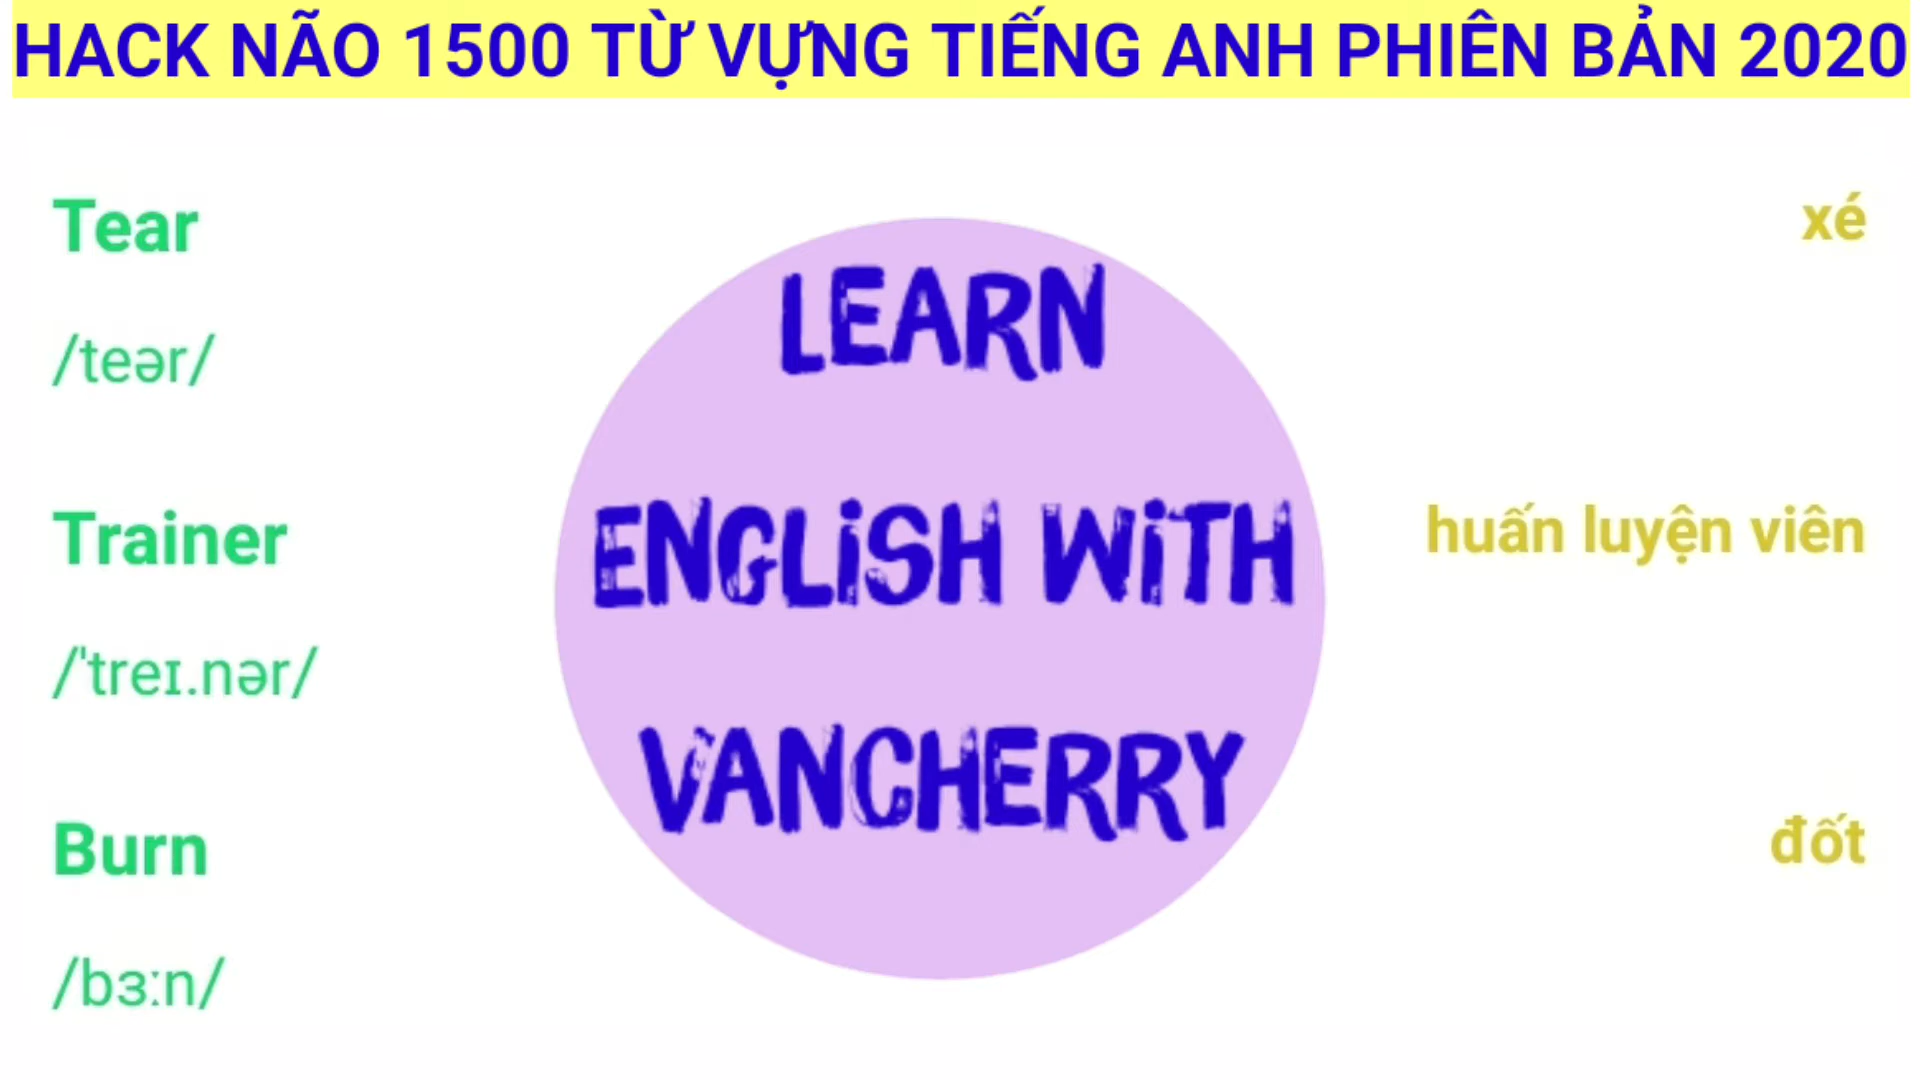 HACK NÃO 1500 TỪ VỰNG TIẾNG ANH PHIÊN BẢN 2020
Tear
xé
/teər/
Trainer
huấn luyện viên
/ˈtreɪ.nər/
Burn
đốt
/bɜːn/
LEARN
ENGLiSH WiTH
VANCHERRY